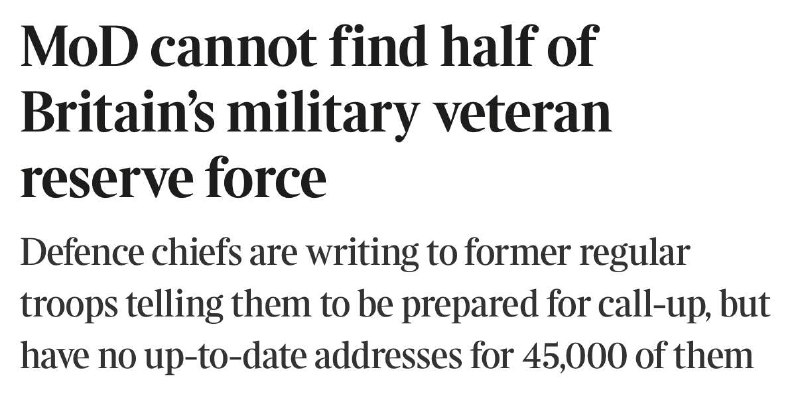 MoD cannot find half of
Britain’s military veteran
reserve force
Defence chiefs are writing to former regular
troops telling them to be prepared for call-up, but
have no up-to-date addresses for 45,000 of them